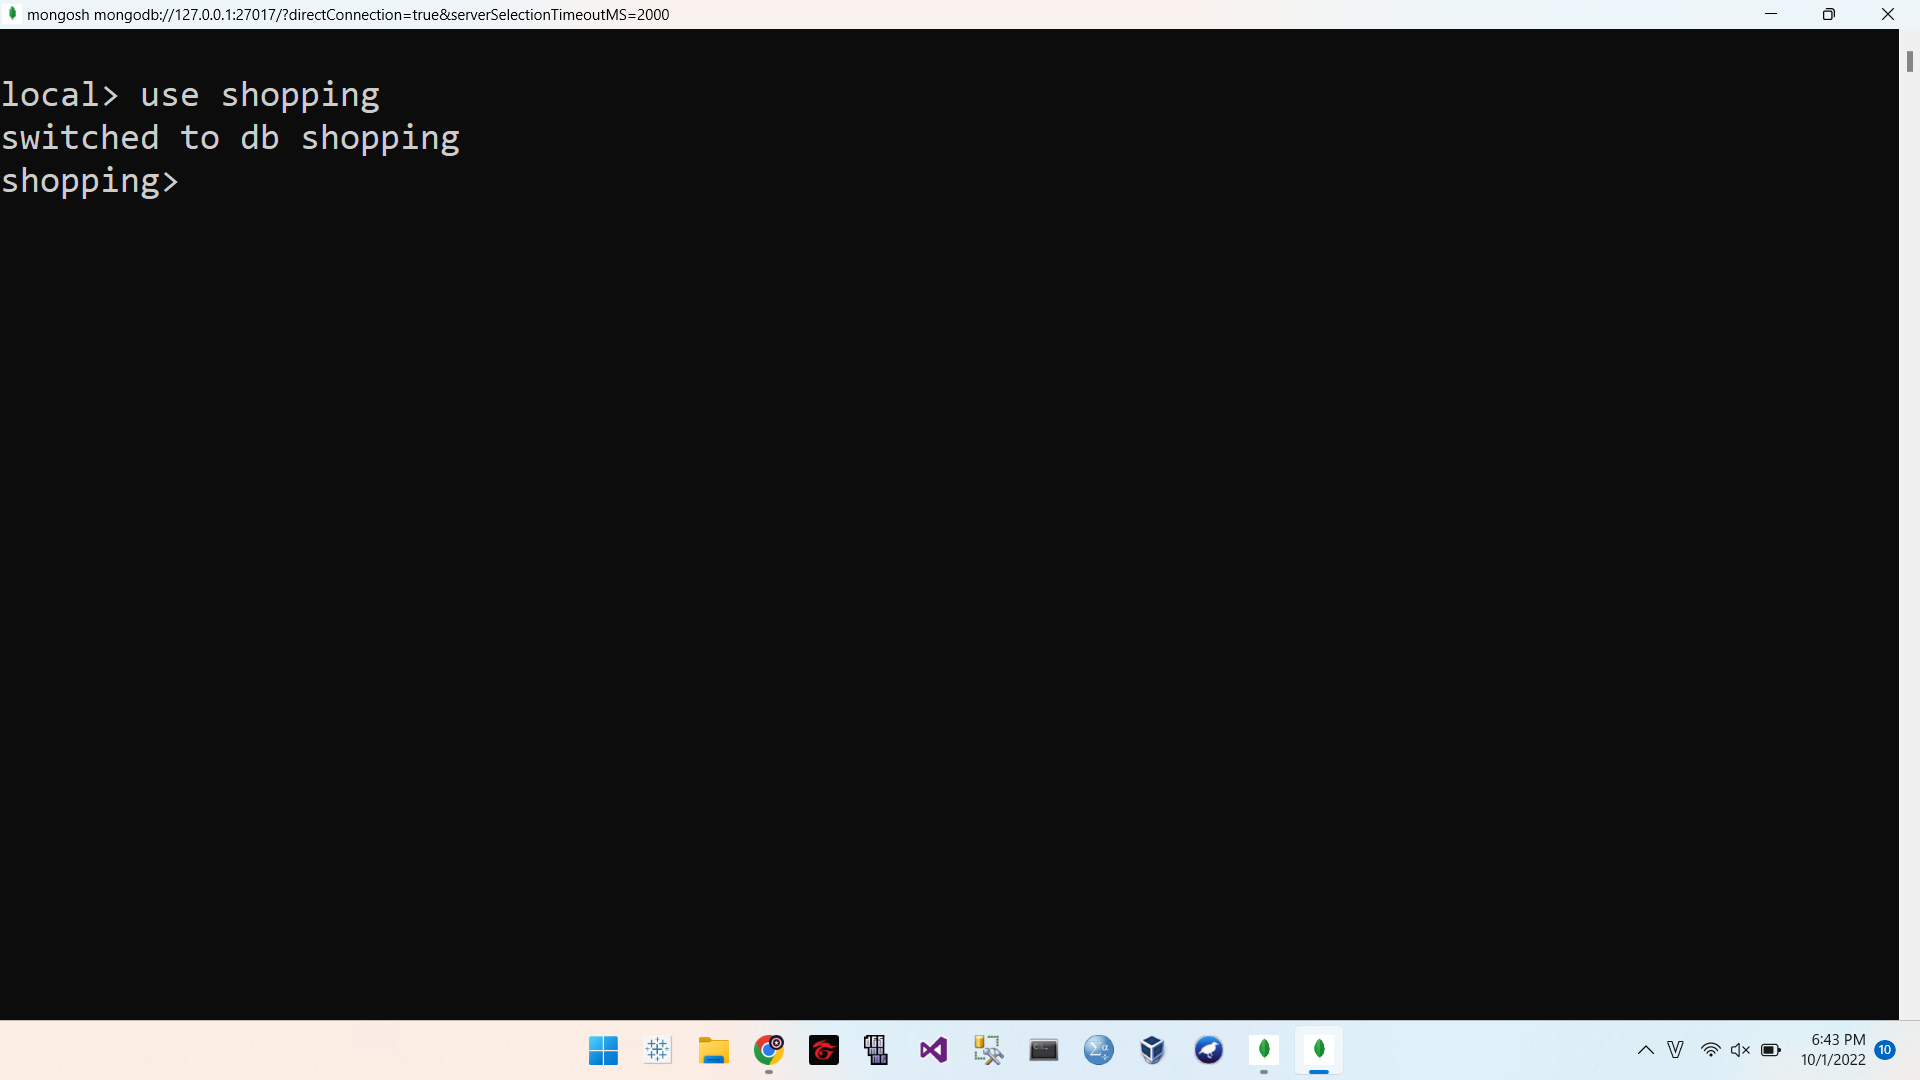 mongosh mongodb://127.0.0.1:27017/?directConnection=true&serverSelectionTimeoutMS=2000
local> use shopping
switched to db shopping
shopping>
6:43 PM
10/1/2022
10